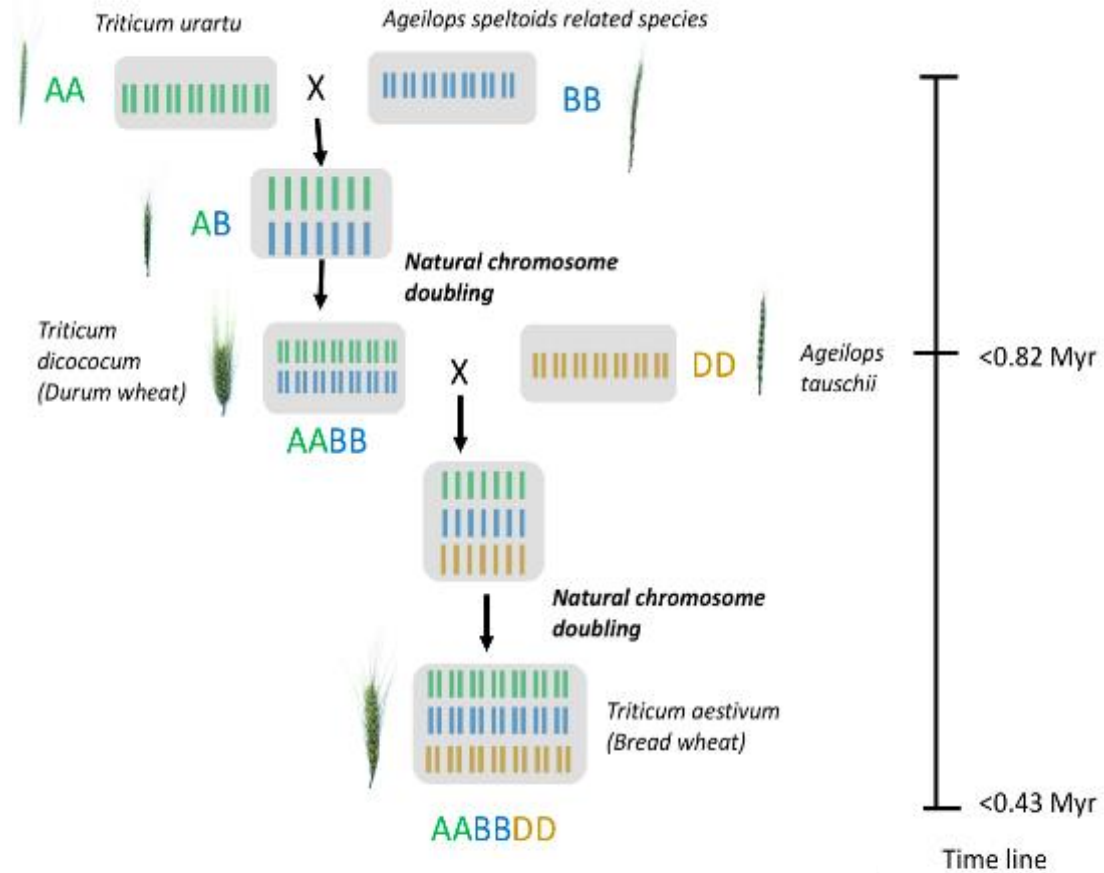 Triticum urartu
Ageilops speltoids related species
AA
X
BB
AB
Natural chromosome
doubling
Triticum
dicococum
(Durum wheat)
X
DD
Ageilops
tauschii
<0.82 Myr
AABB
Natural chromosome
doubling
Triticum aestivum
(Bread wheat)
<0.43 Myr
AABBDD
Time line